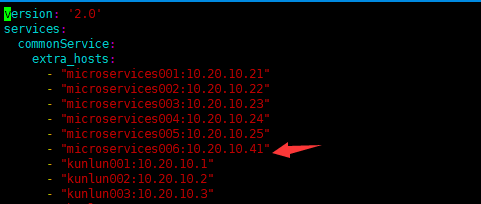 version: '2.0'
services:
  commonService:
    extra_hosts:
      - "microservices001:10.20.10.21"
      - "microservices002:10.20.10.22"
      - "microservices003:10.20.10.23"
      - "microservices004:10.20.10.24"
      - "microservices005:10.20.10.25"
      - "microservices006:10.20.10.41"
      - "kunlun001:10.20.10.1"
      - "kunlun002:10.20.10.2"
      - "kunlun003:10.20.10.3"